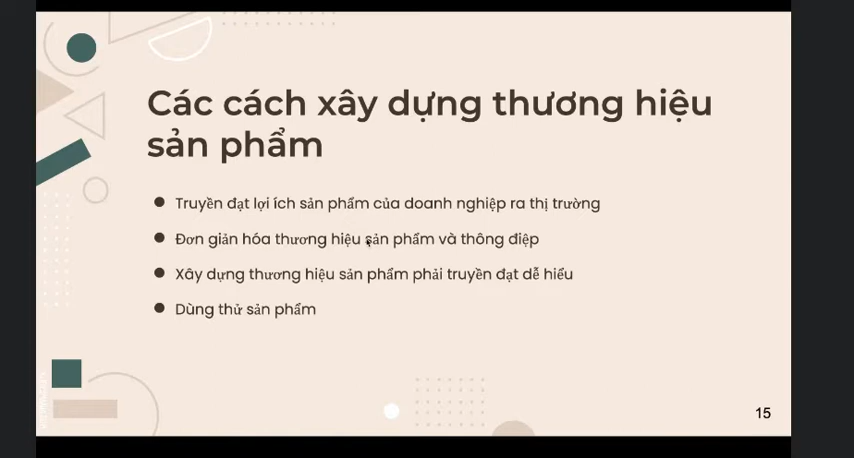 Các cách xây dựng thương hiệu
sản phẩm
Truyền đạt lợi ích sản phẩm của doanh nghiệp ra thị trường
Đơn giản hóa thương hiệu sản phẩm và thông điệp
Xây dựng thương hiệu sản phẩm phải truyền đạt dễ hiểu
Dùng thử sản phẩm
15